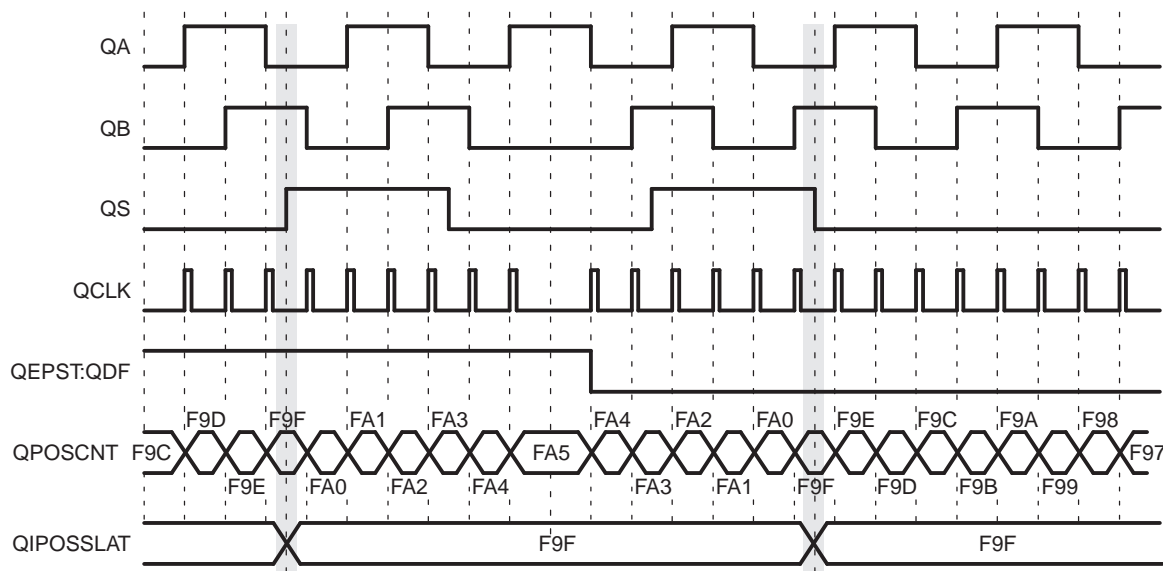 QA
QB
QS
QCLK
QEPST:QDF
F9D F9F FA1 FA3 FA4 FA2 FA0 F9E F9C F9A F98
QPOSCNT F9C FA5 F97
F9E FA0 FA2 FA4 FA3 FA1 F9F F9D F9B F99
QIPOSSLAT F9F F9F